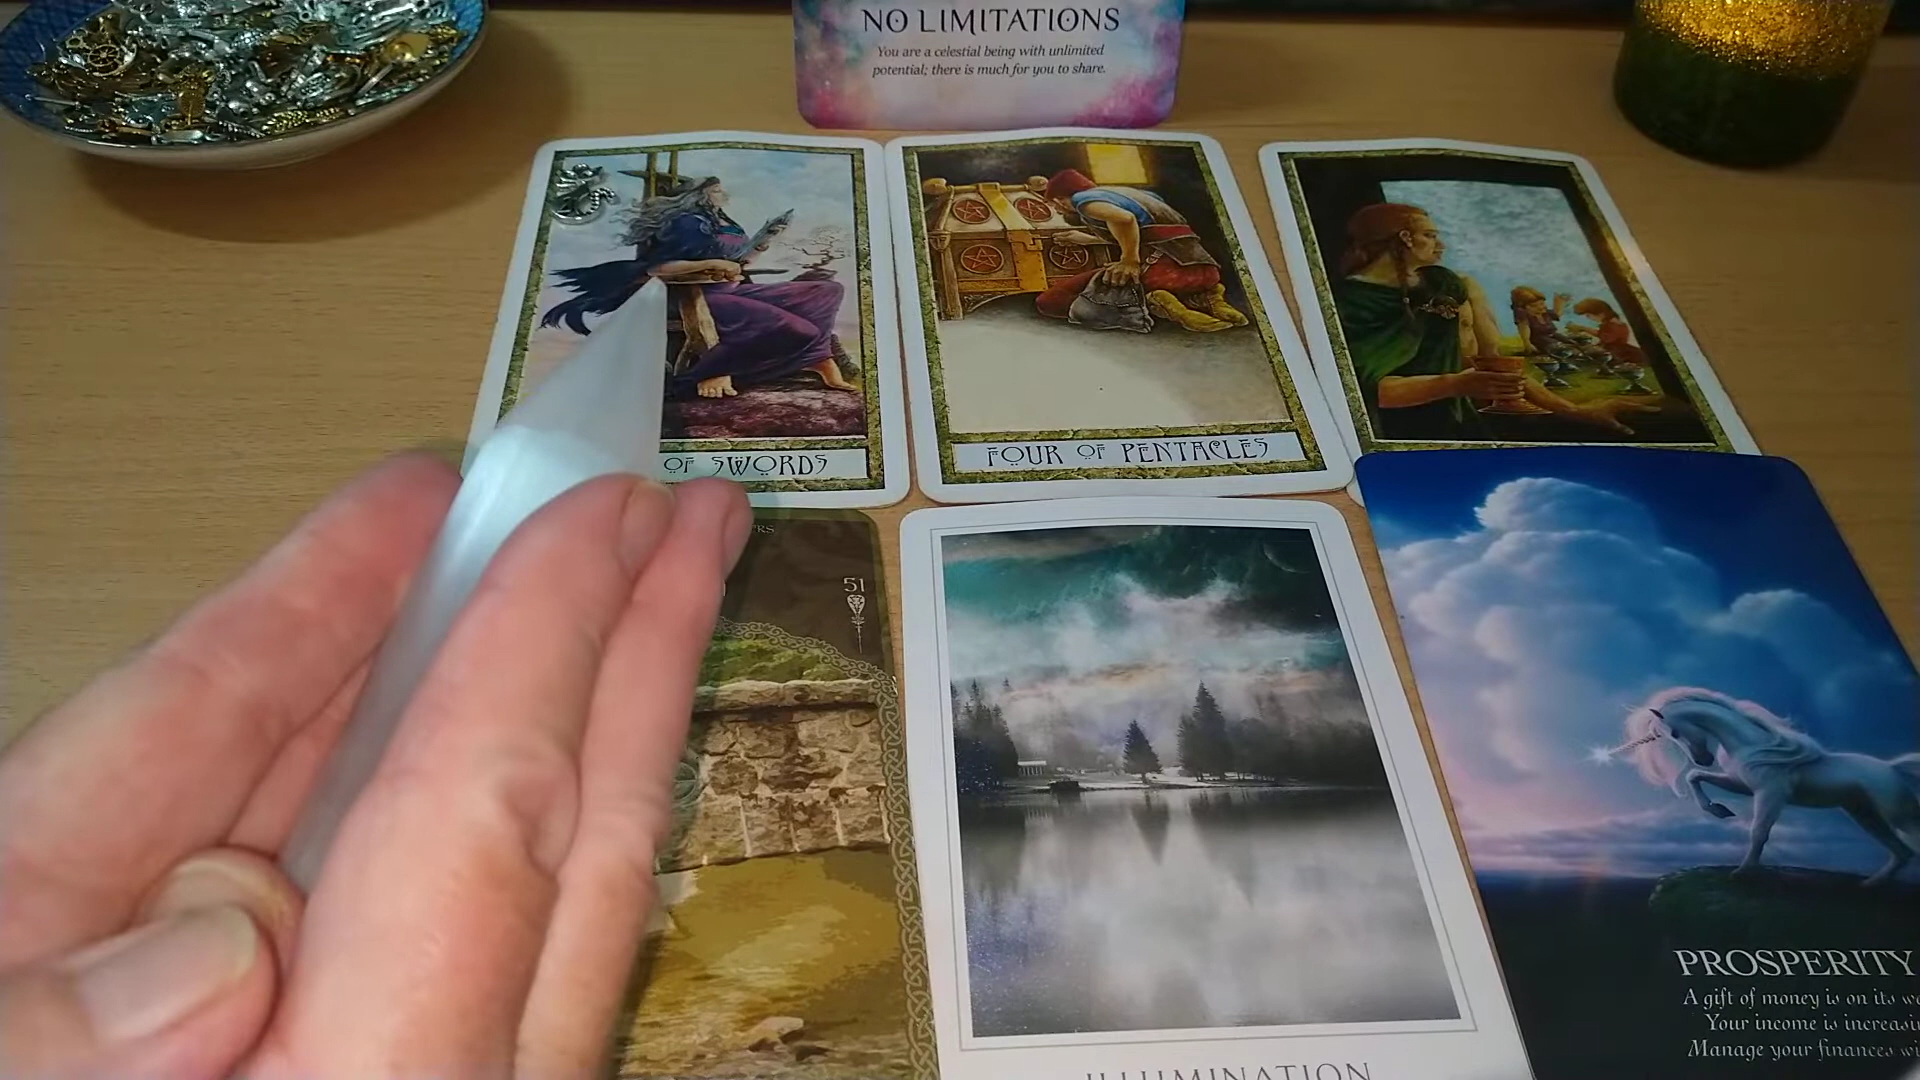 NO LIMITATIONS
You are a celestial being with unlimited
potential; there is much for you to share.
OF SWORDS
FOUR OF PENTACLES
51
ILLUMINATION
PROSPERITY
A gift of money is on its
Your income is
Manage your finances